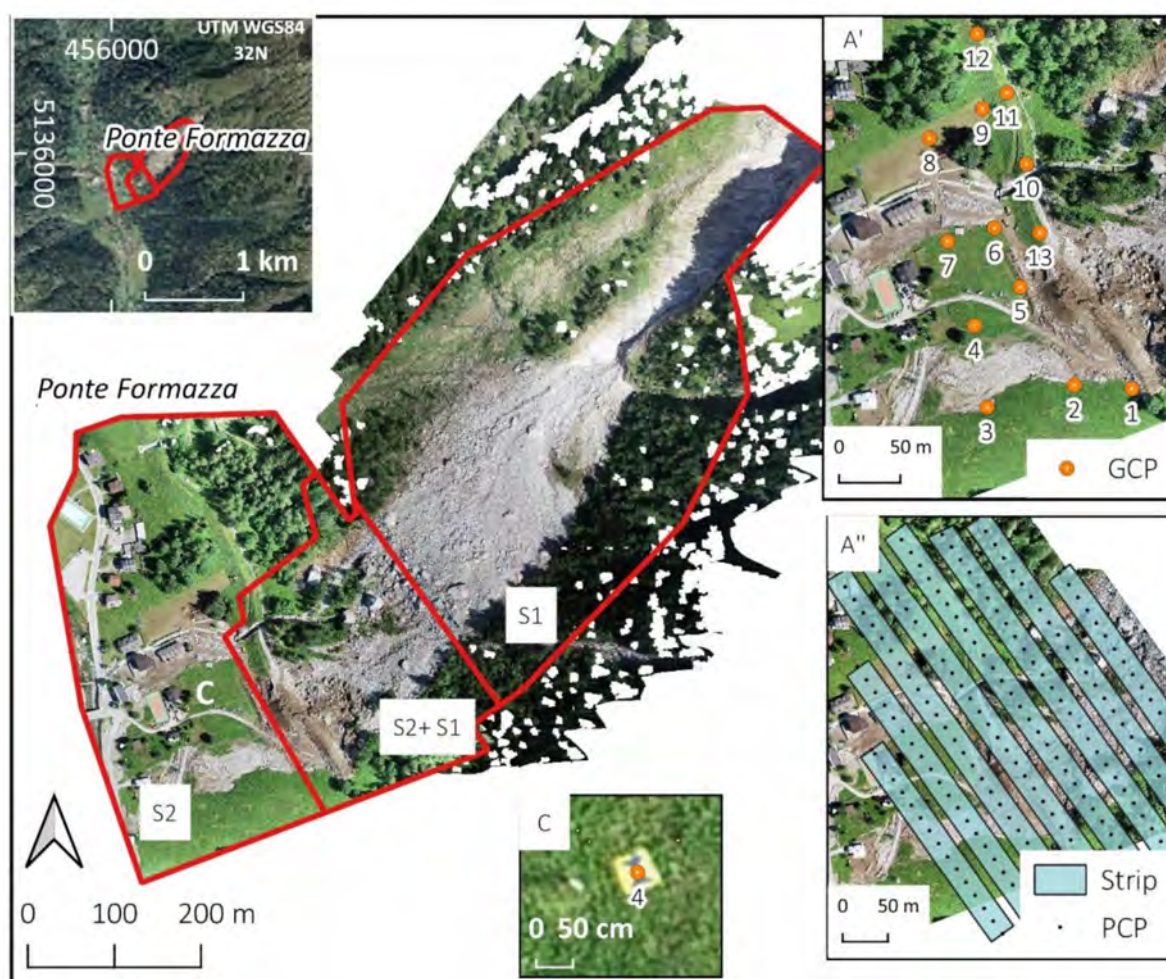 UTM WGS84
32N
456000
5136000
Ponte Formazza
0 1 km
Ponte Formazza
S1
S2+ S1
C
S2
0 100 200 m
C
4
0 50 cm
A'
12
11
9
8
10
6
13
7
5
4
2
1
3
0 50 m
GCP
A"
Strip
0 50 m
PCP